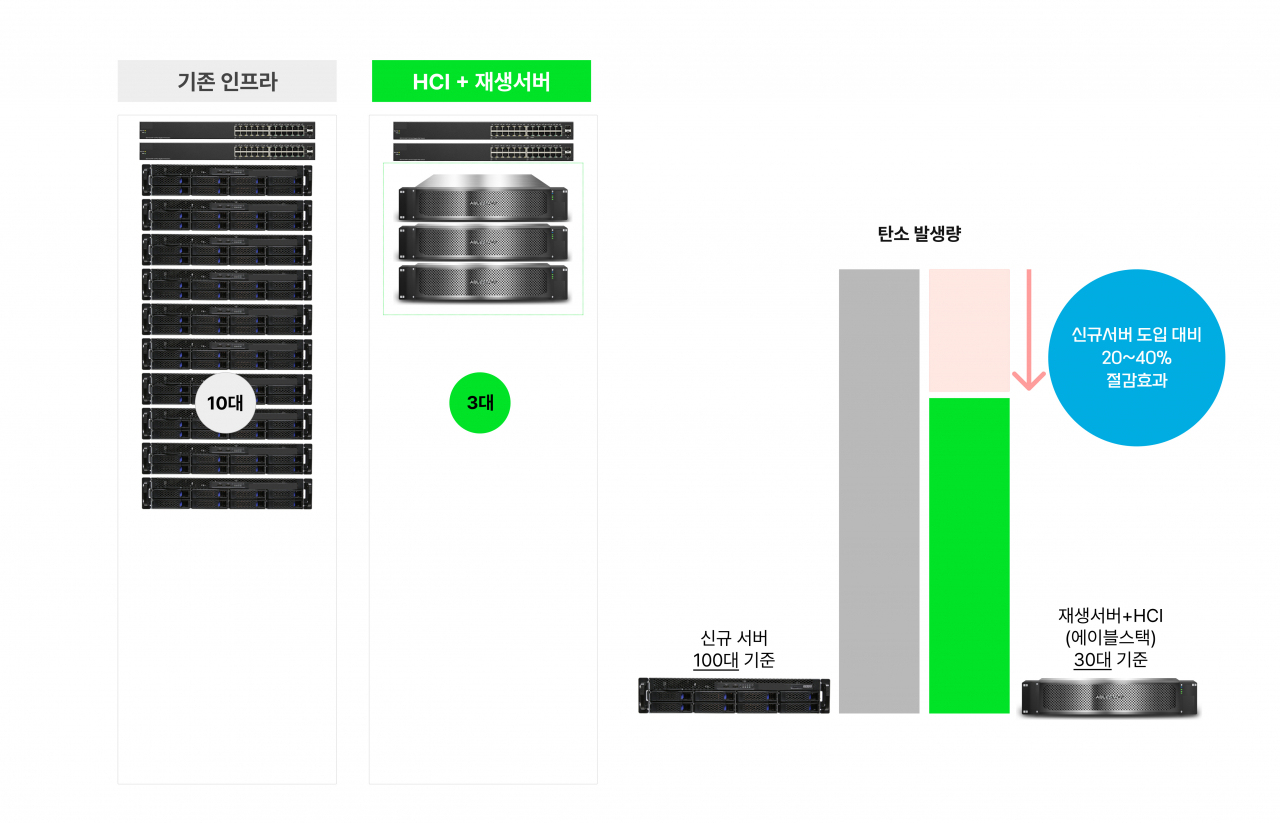 기존 인프라
HCI + 재생서버
10대
3대
탄소 발생량
신규서버 도입 대비
20~40%
절감효과
신규 서버
100대 기준
재생서버+HCI
(에이블스택)
30대 기준